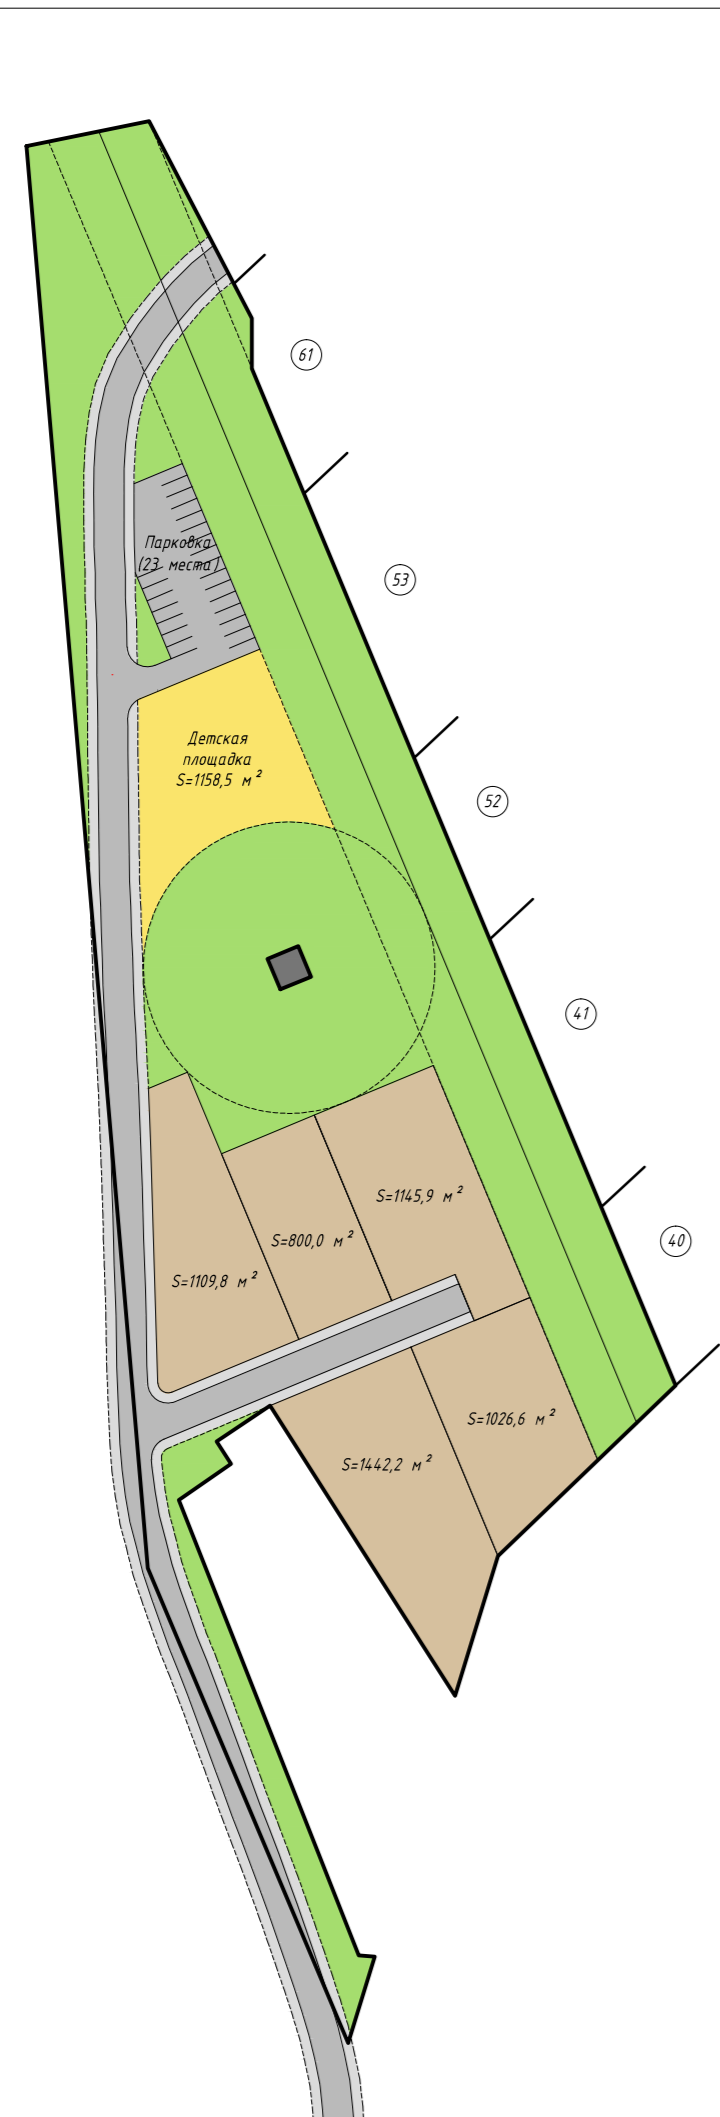 61
Парковка
(23 места)
53
Детская
площадка
S=1158,5 м²
52
41
S=1145,9 м²
S=800,0 м²
40
S=1109,8 м²
S=1026,6 м²
S=1442,2 м²